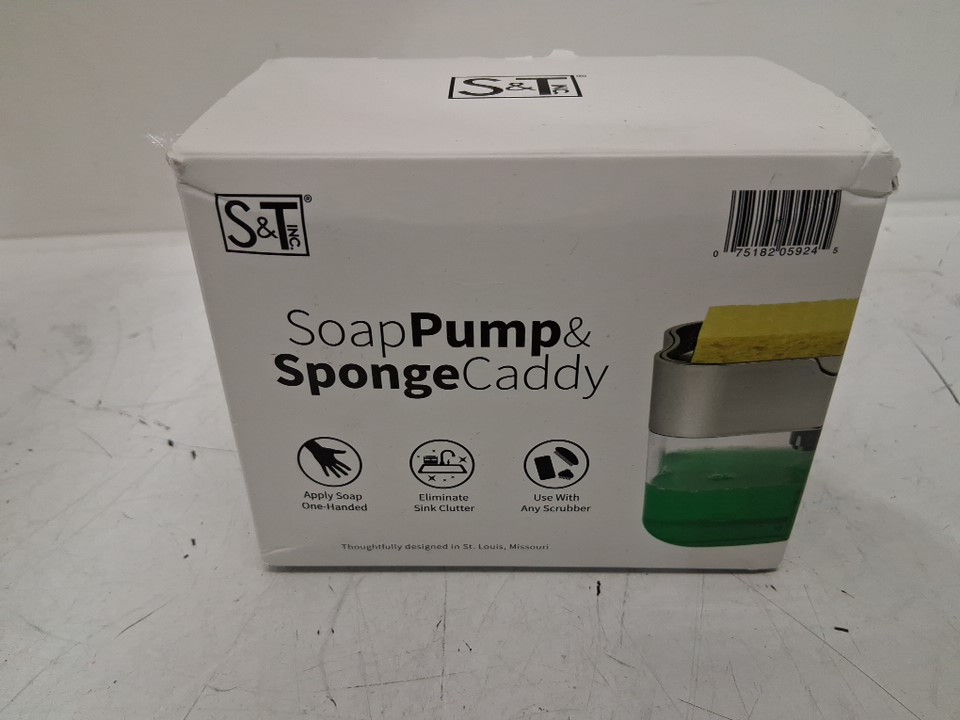 S&T INC.
S&T INC.®
0 75182 05924 5
SoapPump&
SpongeCaddy
Apply Soap
One-Handed
Eliminate
Sink Clutter
Use With
Any Scrubber
Thoughtfully designed in St. Louis, Missouri